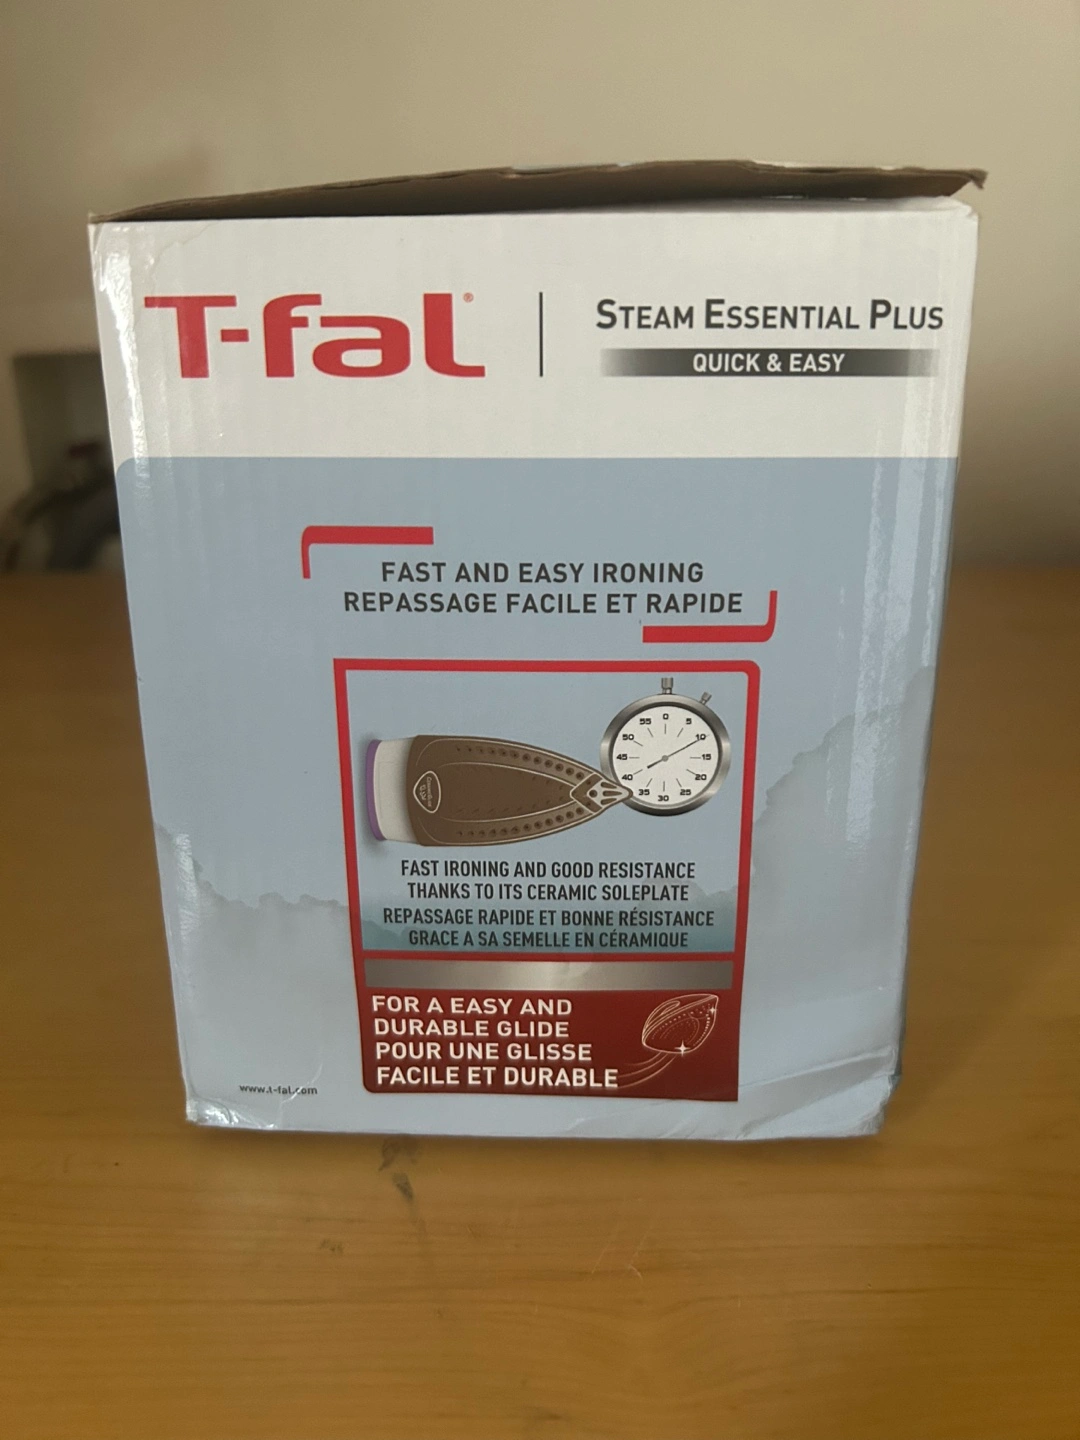 T-fal®
STEAM ESSENTIAL PLUS
QUICK & EASY
FAST AND EASY IRONING
REPASSAGE FACILE ET RAPIDE
0
5
10
15
20
25
30
35
40
45
50
55
FAST IRONING AND GOOD RESISTANCE
THANKS TO ITS CERAMIC SOLEPLATE
REPASSAGE RAPIDE ET BONNE RÉSISTANCE
GRACE A SA SEMELLE EN CÉRAMIQUE
FOR A EASY AND
DURABLE GLIDE
POUR UNE GLISSE
FACILE ET DURABLE
www.t-fal.com